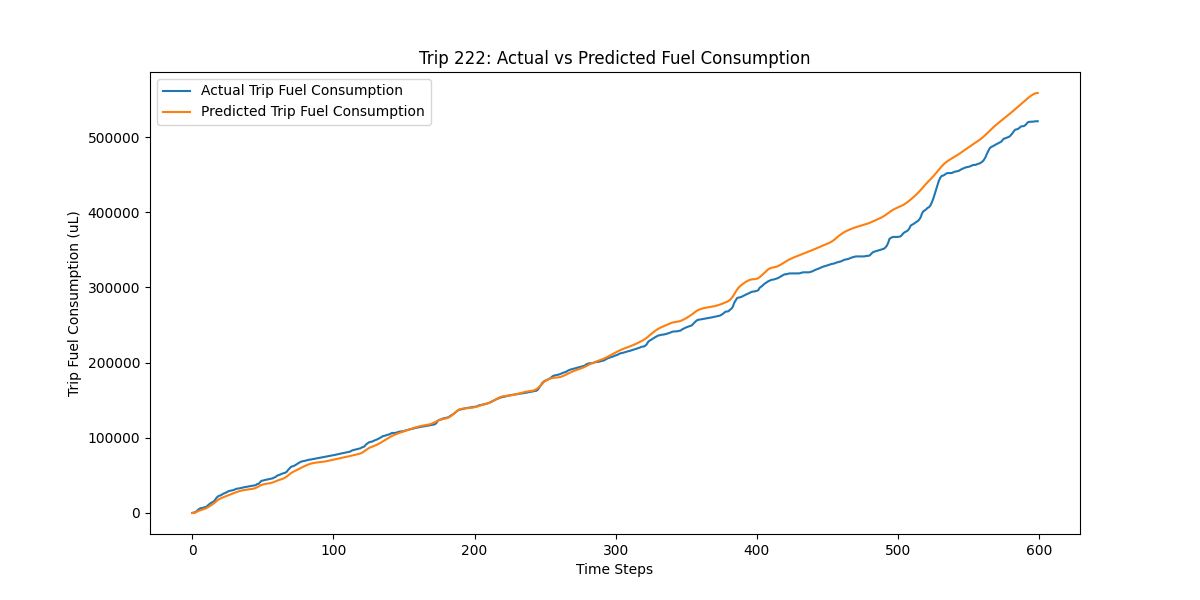 Trip 222: Actual vs Predicted Fuel Consumption
Actual Trip Fuel Consumption
Predicted Trip Fuel Consumption
Trip Fuel Consumption (uL)
500000
400000
300000
200000
100000
0
0 100 200 300 400 500 600
Time Steps